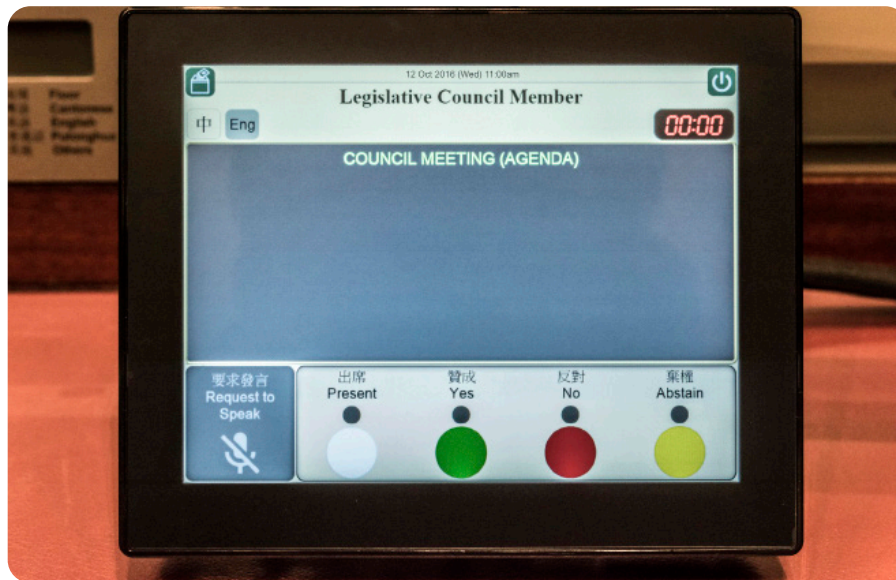 12 Oct 2016 (Wed) 11:00am
Legislative Council Member
中 Eng
00:00
COUNCIL MEETING (AGENDA)
要求發言
Request to
Speak
出席
Present
贊成
Yes
反對
No
棄權
Abstain
Floor
Cantonese
English
Putonghua
Others